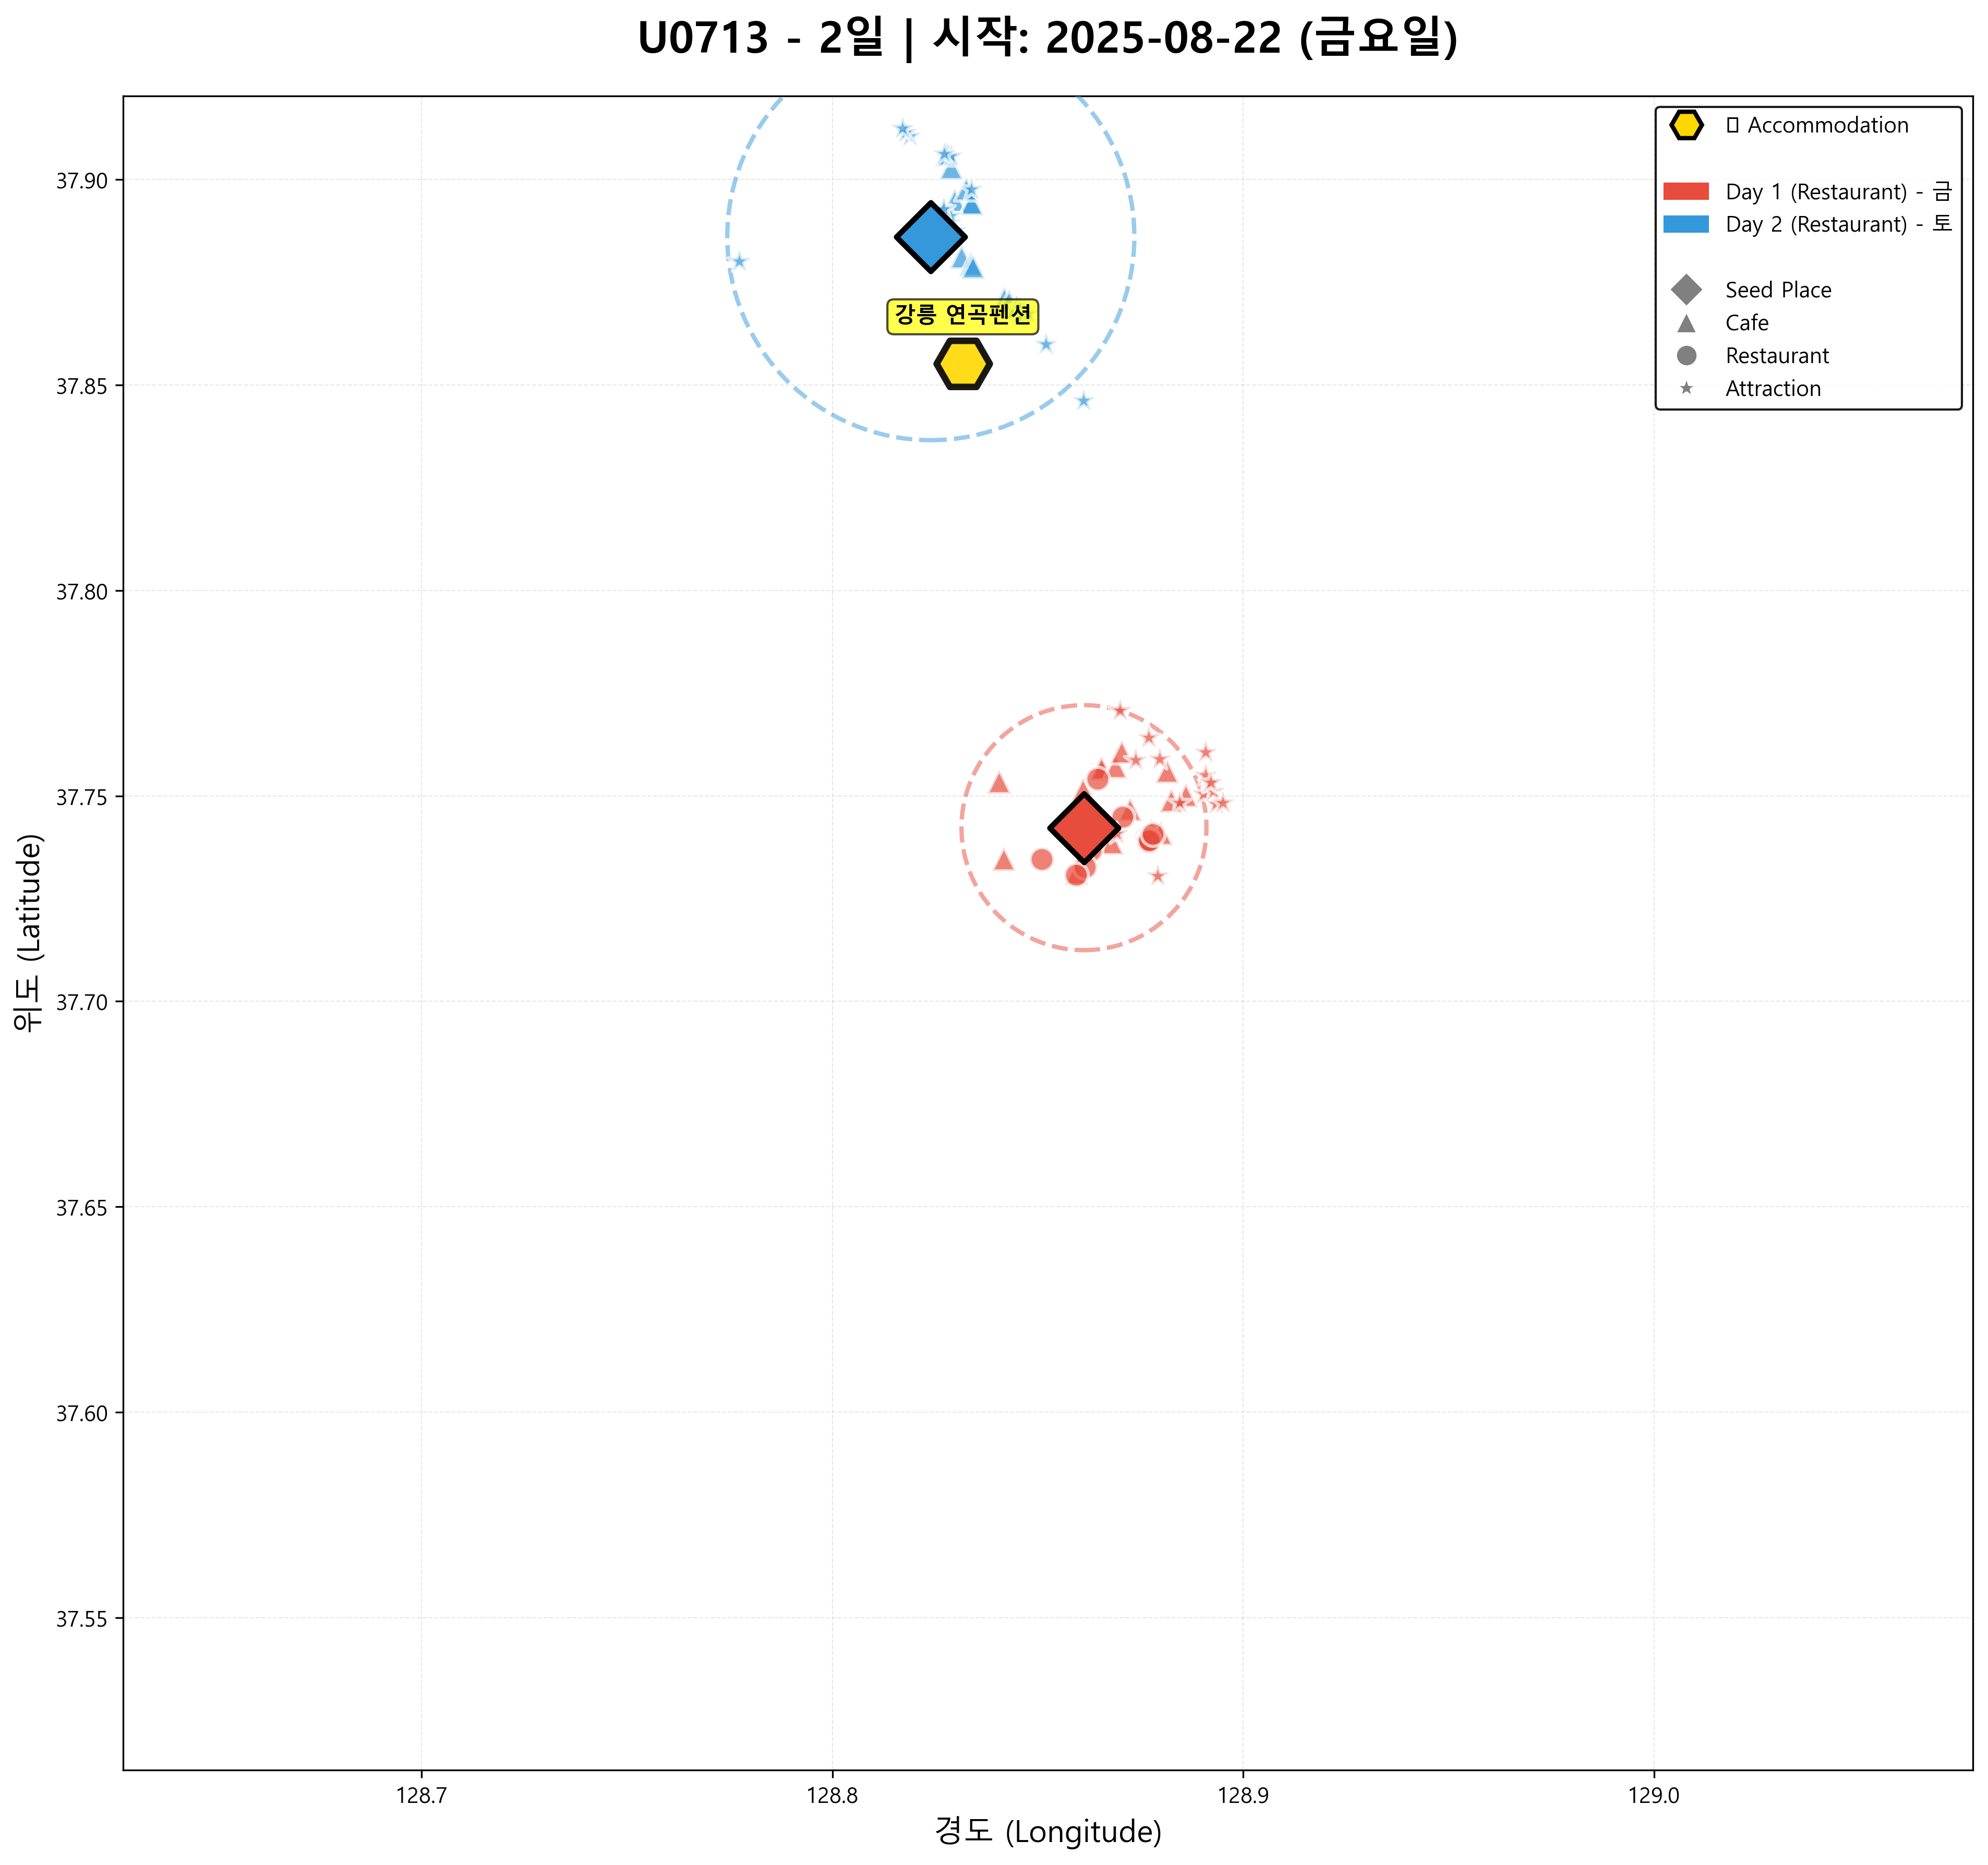 U0713 - 2일 | 시작: 2025-08-22 (금요일)
▯ Accommodation
Day 1 (Restaurant) - 금
Day 2 (Restaurant) - 토
Seed Place
Cafe
Restaurant
Attraction
강릉 연곡펜션
37.90
37.85
37.80
37.75
37.70
37.65
37.60
37.55
위도 (Latitude)
128.7
128.8
128.9
129.0
경도 (Longitude)